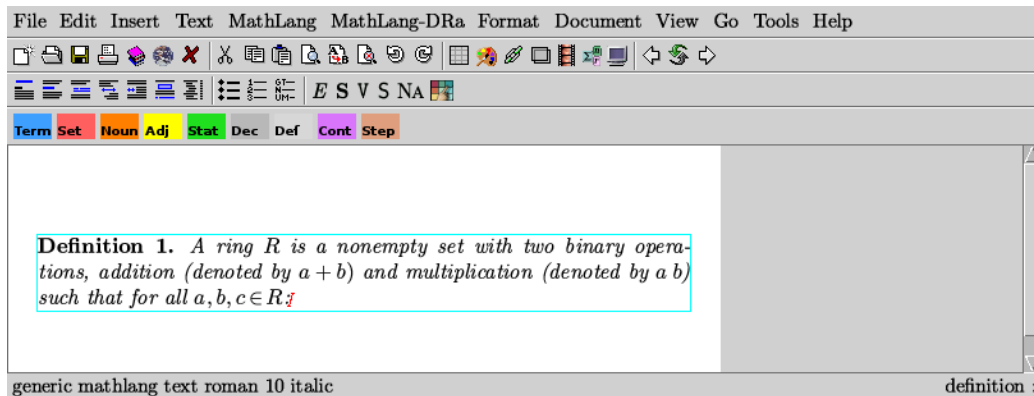 File Edit Insert Text MathLang MathLang-DRa Format Document View Go Tools Help
E S V S NA
Term Set Noun Adj Stat Dec Def Cont Step
Definition 1. A ring R is a nonempty set with two binary opera-
tions, addition (denoted by a + b) and multiplication (denoted by a b)
such that for all a, b, c ∈ R:
generic mathlang text roman 10 italic definition